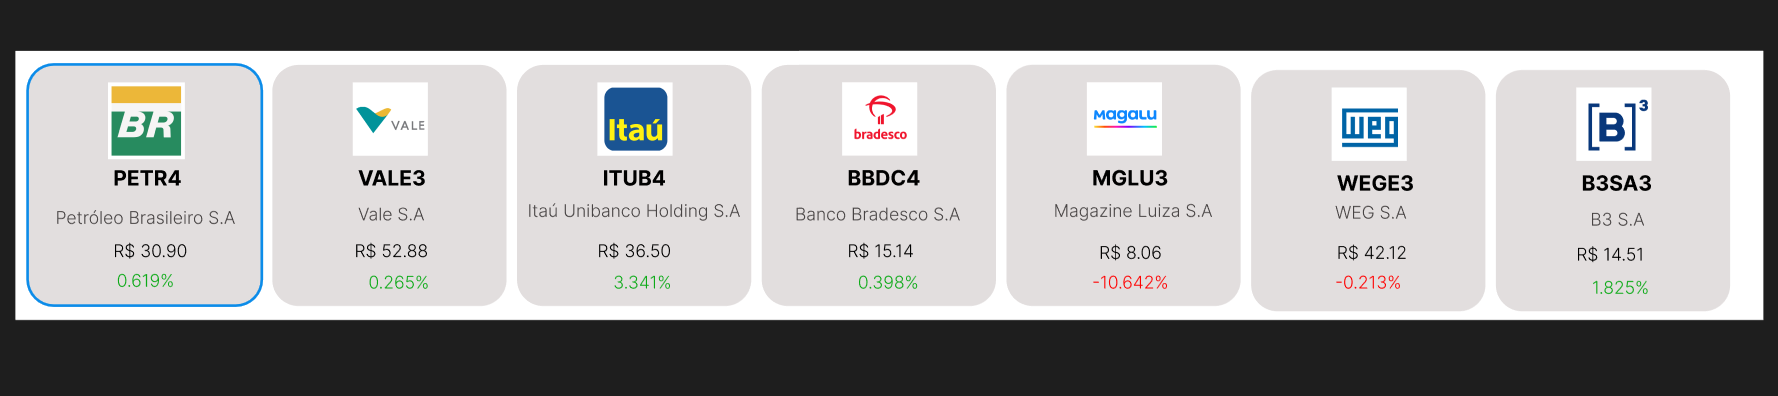 BR
PETR4
Petróleo Brasileiro S.A
R$ 30.90
0.619%
VALE
VALE3
Vale S.A
R$ 52.88
0.265%
Itaú
ITUB4
Itaú Unibanco Holding S.A
R$ 36.50
3.341%
bradesco
BBDC4
Banco Bradesco S.A
R$ 15.14
0.398%
Magalu
MGLU3
Magazine Luiza S.A
R$ 8.06
-10.642%
weg
WEGE3
WEG S.A
R$ 42.12
-0.213%
[B]³
B3SA3
B3 S.A
R$ 14.51
1.825%